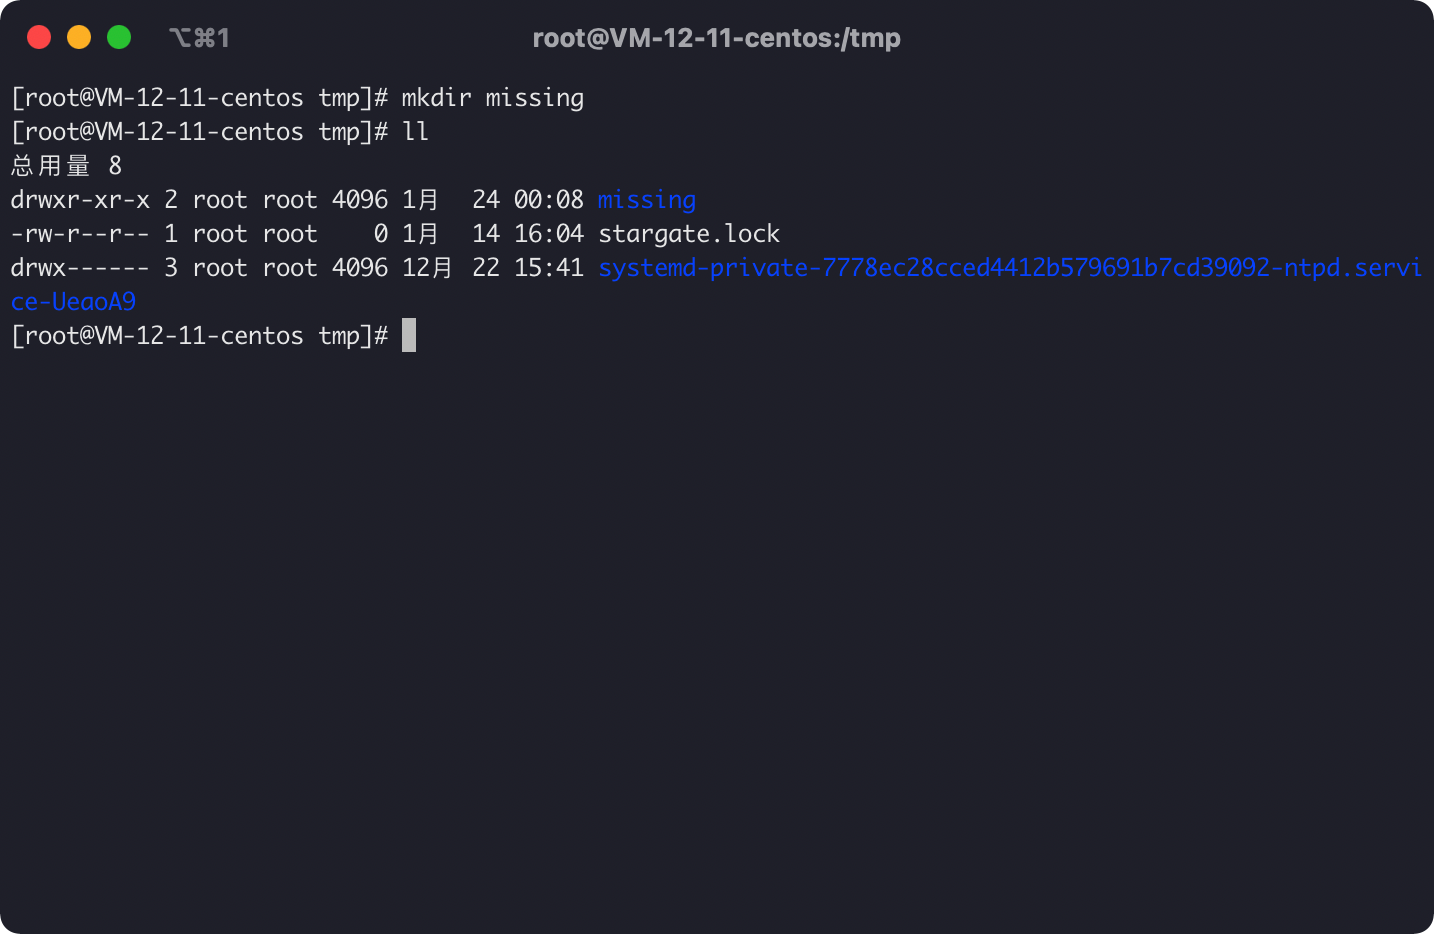 ⌥⌘1
root@VM-12-11-centos:/tmp
[root@VM-12-11-centos tmp]# mkdir missing
[root@VM-12-11-centos tmp]# ll
总用量 8
drwxr-xr-x 2 root root 4096 1月  24 00:08 missing
-rw-r--r-- 1 root root    0 1月  14 16:04 stargate.lock
drwx------ 3 root root 4096 12月 22 15:41 systemd-private-7778ec28cced4412b579691b7cd39092-ntpd.servi
ce-UeaoA9
[root@VM-12-11-centos tmp]#